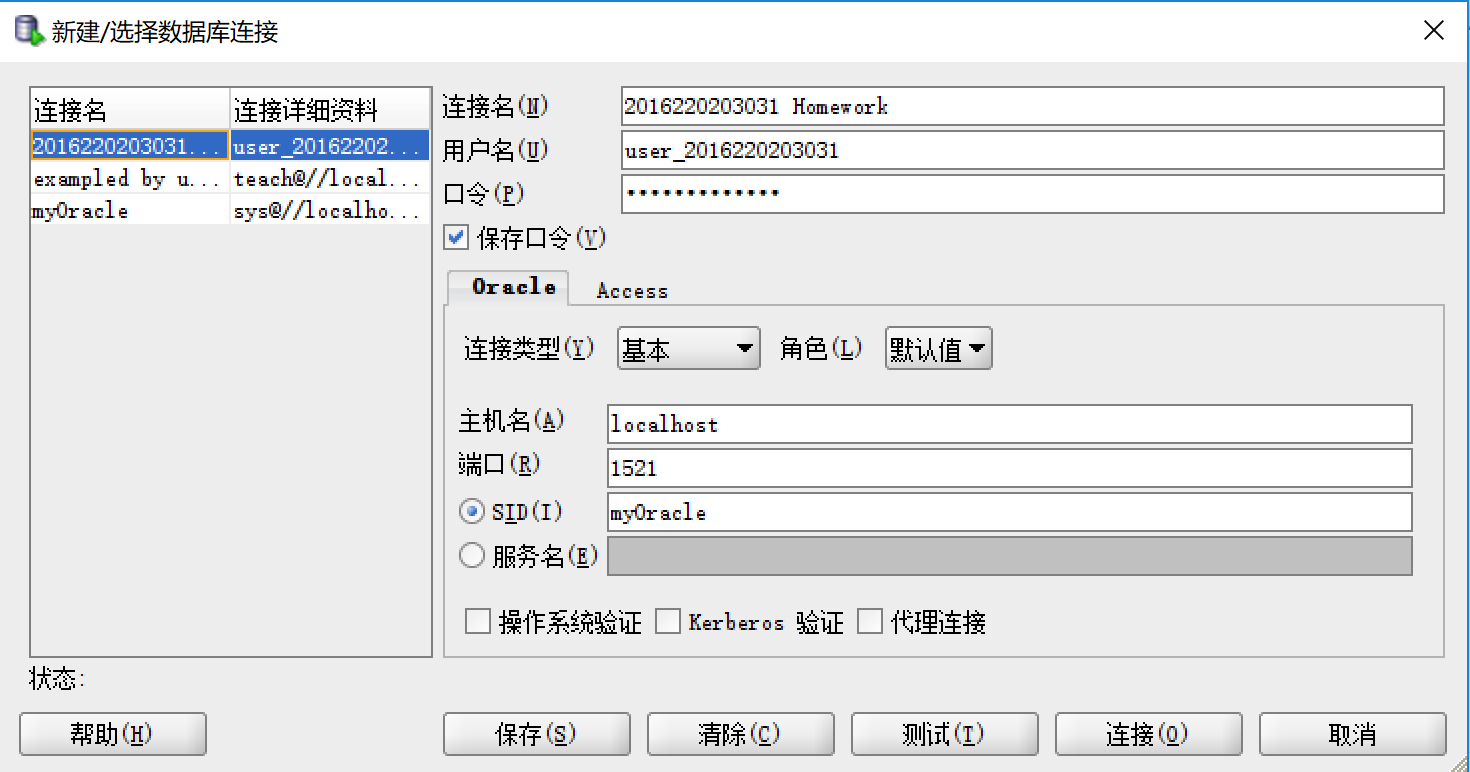 新建/选择数据库连接
连接名 连接详细资料
2016220203031... user_20162202...
exampled by u... teach@//local...
myOracle sys@//localho...
连接名(N) 2016220203031 Homework
用户名(U) user_2016220203031
口令(P) •••••••••••••
保存口令(V)
Oracle Access
连接类型(Y) 基本 角色(L) 默认值
主机名(A) localhost
端口(R) 1521
SID(I) myOracle
服务名(E)
操作系统验证 Kerberos 验证 代理连接
状态:
帮助(H) 保存(S) 清除(C) 测试(T) 连接(O) 取消